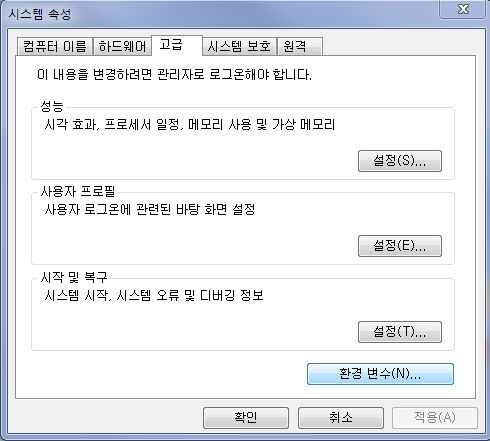 시스템 속성
컴퓨터 이름 하드웨어 고급 시스템 보호 원격
이 내용을 변경하려면 관리자로 로그온해야 합니다.
성능
시각 효과, 프로세서 일정, 메모리 사용 및 가상 메모리
설정(S)...
사용자 프로필
사용자 로그온에 관련된 바탕 화면 설정
설정(E)...
시작 및 복구
시스템 시작, 시스템 오류 및 디버깅 정보
설정(T)...
환경 변수(N)...
확인 취소 적용(A)